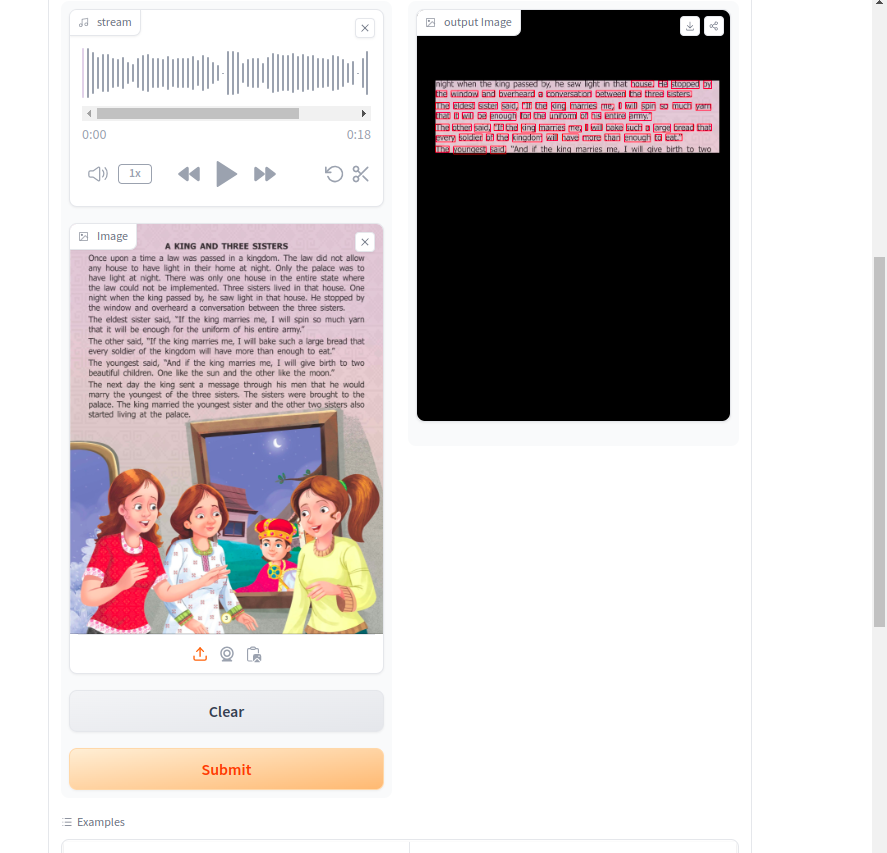 stream
0:00
0:18
1x
Image
A KING AND THREE SISTERS
Once upon a time a law was passed in a kingdom. The law did not allow
any house to have light in their home at night. Only the palace was to
have light at night. There was only one house in the entire state where
the law could not be implemented. Three sisters lived in that house. One
night when the king passed by, he saw light in that house. He stopped by
the window and overheard a conversation between the three sisters.
The eldest sister said, "If the king marries me, I will spin so much yarn
that it will be enough for the uniform of his entire army."
The other said, "If the king marries me, I will bake such a large bread that
every soldier of the kingdom will have more than enough to eat."
The youngest said, "And if the king marries me, I will give birth to two
beautiful children. One like the sun and the other like the moon."
The next day the king sent a message through his men that he would
marry the youngest of the three sisters. The sisters were brought to the
palace. The king married the youngest sister and the other two sisters also
started living at the palace.
2
Clear
Submit
Examples
output Image
night when the king passed by, he saw light in that house. He stopped by
the window and overheard a conversation between the three sisters.
The eldest sister said, "If the king marries me, I will spin so much yarn
that it will be enough for the uniform of his entire army."
The other said, "If the king marries me, I will bake such a large bread that
every soldier of the kingdom will have more than enough to eat."
The youngest said, "And if the king marries me, I will give birth to two